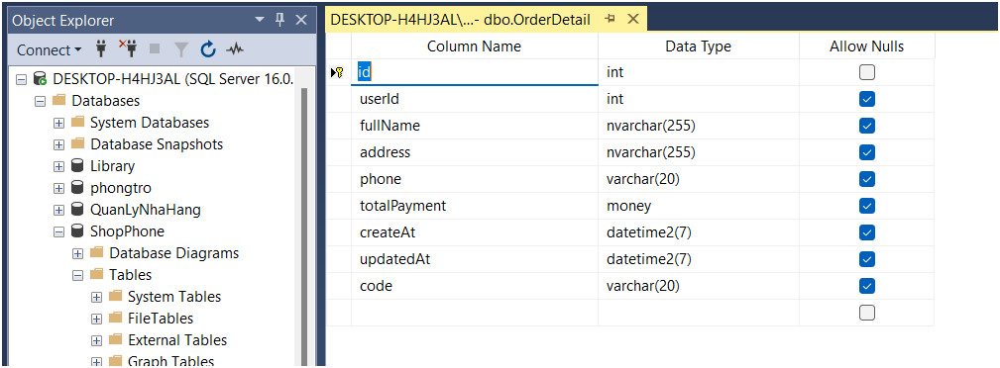 Object Explorer
Connect
DESKTOP-H4HJ3AL (SQL Server 16.0.
Databases
System Databases
Database Snapshots
Library
phongtro
QuanLyNhaHang
ShopPhone
Database Diagrams
Tables
System Tables
FileTables
External Tables
Graph Tables
DESKTOP-H4HJ3AL\...- dbo.OrderDetail
Column Name Data Type Allow Nulls
id int
userId int
fullName nvarchar(255)
address nvarchar(255)
phone varchar(20)
totalPayment money
createAt datetime2(7)
updatedAt datetime2(7)
code varchar(20)